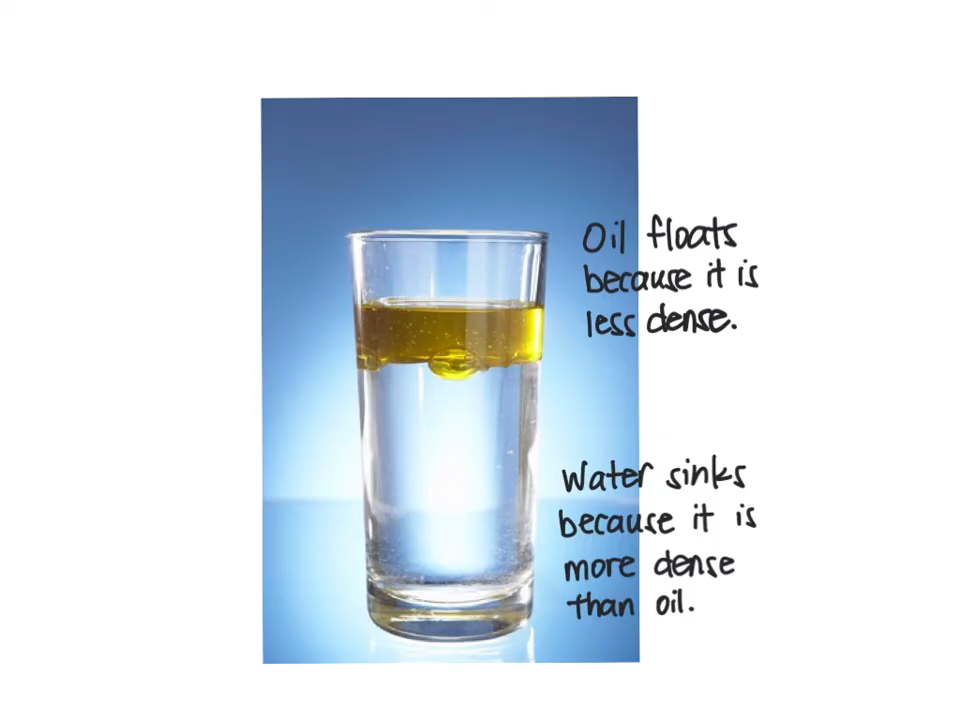 Oil floats
because it is
less dense.
Water sinks
because it is
more dense
than oil.